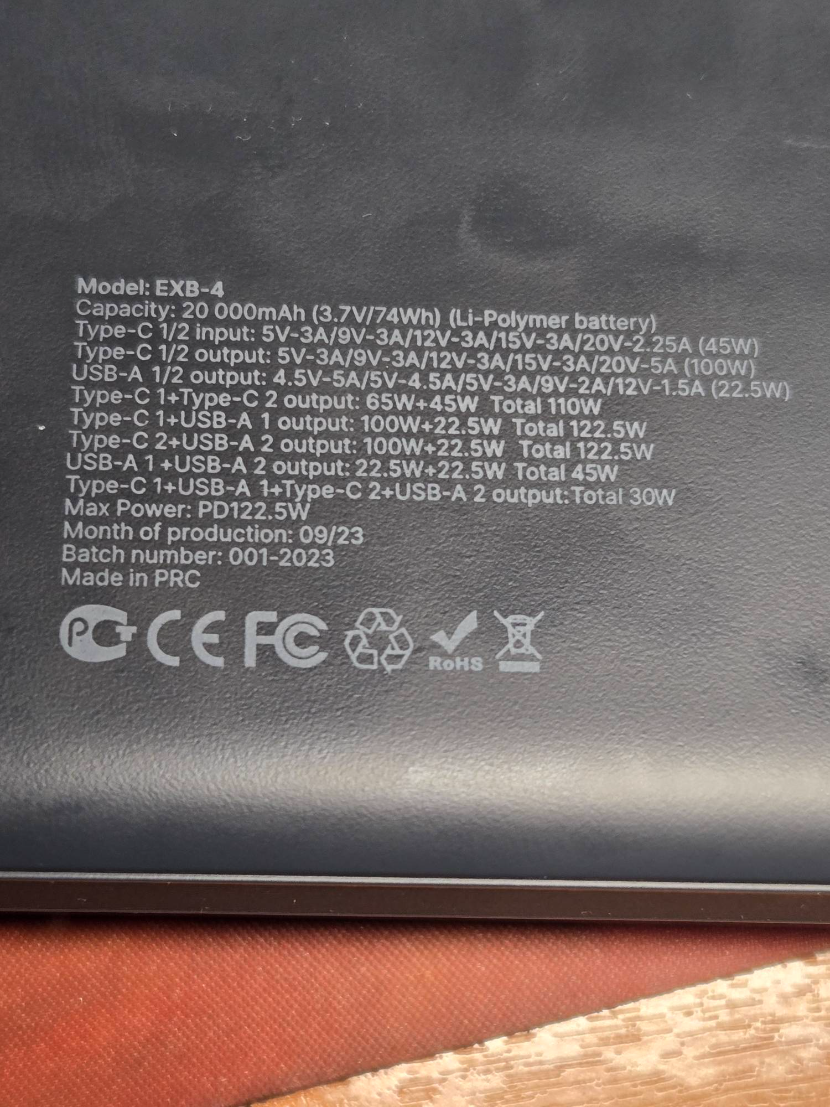 Model: EXB-4
Capacity: 20 000mAh (3.7V/74Wh) (Li-Polymer battery)
Type-C 1/2 input: 5V-3A/9V-3A/12V-3A/15V-3A/20V-2.25A (45W)
Type-C 1/2 output: 5V-3A/9V-3A/12V-3A/15V-3A/20V-5A (100W)
USB-A 1/2 output: 4.5V-5A/5V-4.5A/5V-3A/9V-2A/12V-1.5A (22.5W)
Type-C 1+Type-C 2 output: 65W+45W Total 110W
Type-C 1+USB-A 1 output: 100W+22.5W Total 122.5W
Type-C 2+USB-A 2 output: 100W+22.5W Total 122.5W
USB-A 1 +USB-A 2 output: 22.5W+22.5W Total 45W
Type-C 1+USB-A 1+Type-C 2+USB-A 2 output:Total 30W
Max Power: PD122.5W
Month of production: 09/23
Batch number: 001-2023
Made in PRC
РСТ CE FC RoHS